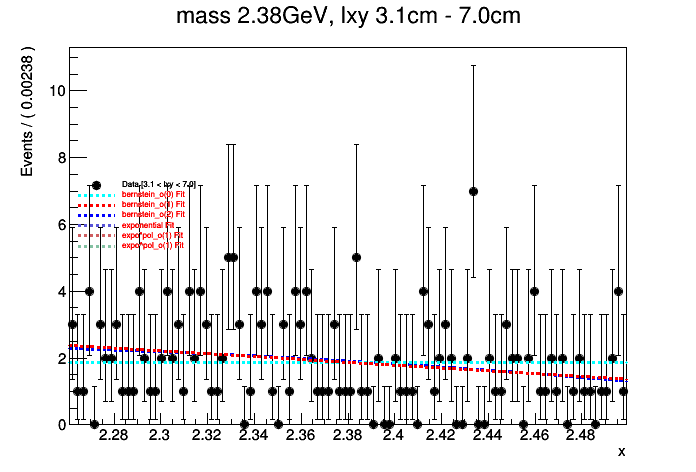 mass 2.38GeV, lxy 3.1cm - 7.0cm
Events / ( 0.00238 )
10
8
6
4
2
0
Data [3.1 < lxy < 7.0]
bernstein_o(0) Fit
bernstein_o(1) Fit
bernstein_o(2) Fit
exponential Fit
expo*pol_o(1) Fit
expo*pol_o(1) Fit
2.28 2.3 2.32 2.34 2.36 2.38 2.4 2.42 2.44 2.46 2.48
x